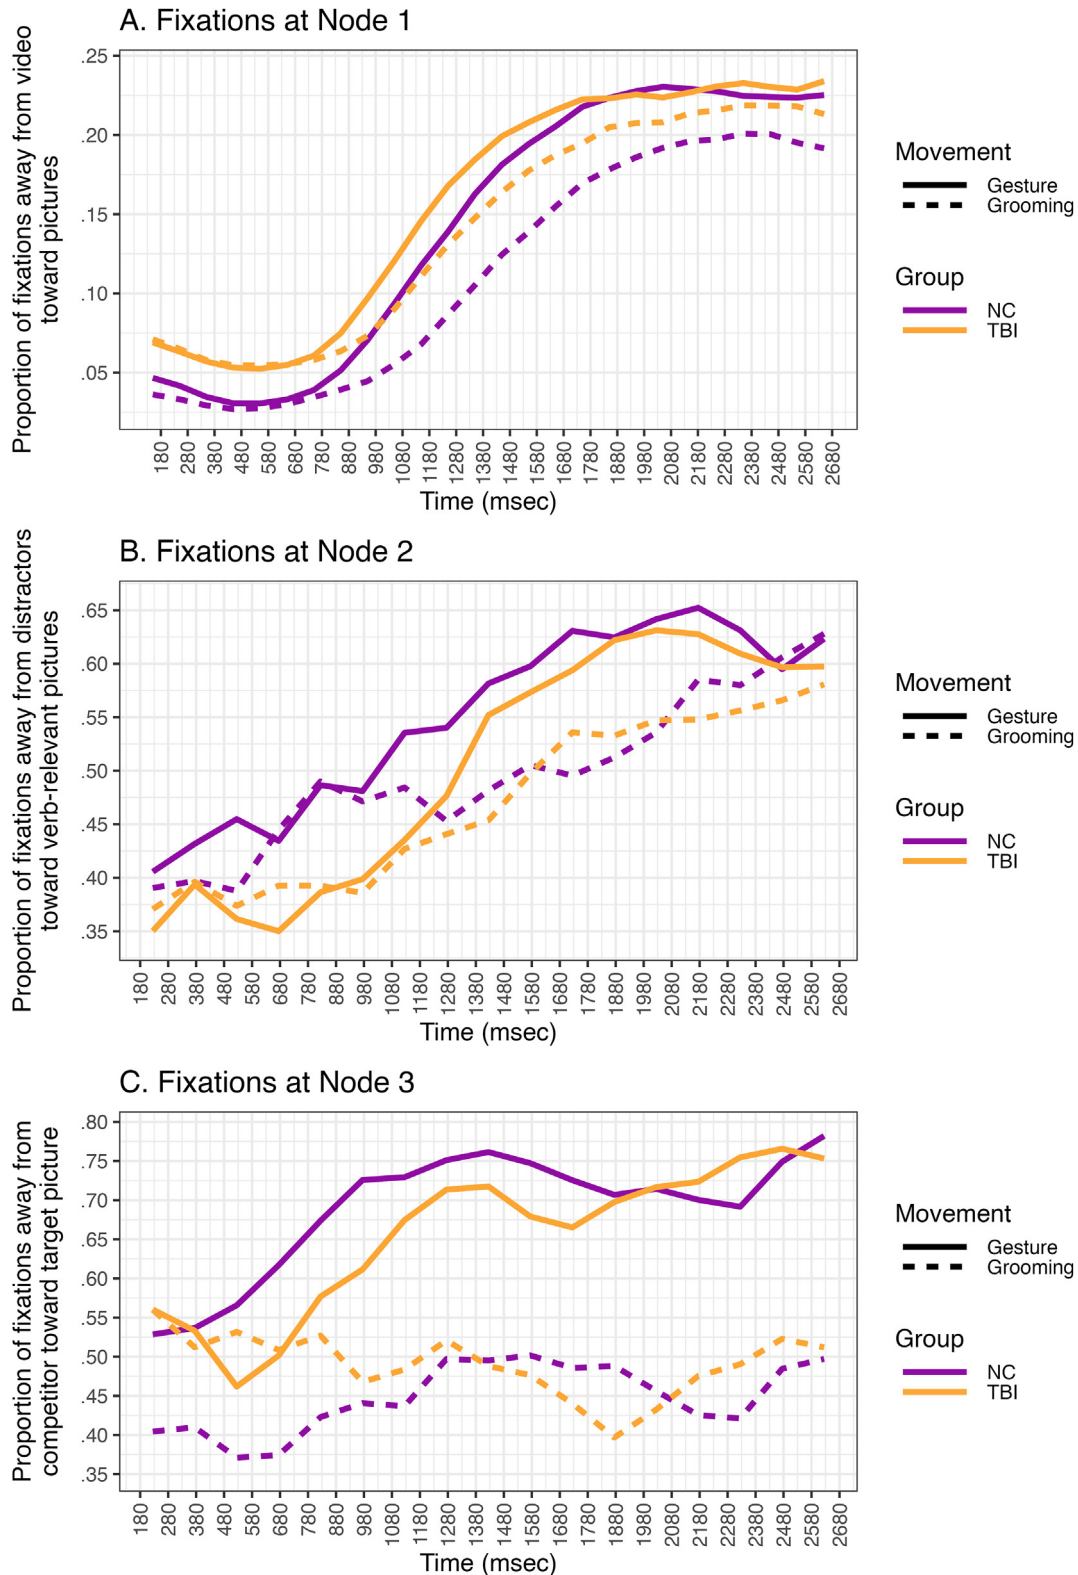 A. Fixations at Node 1
Proportion of fixations away from video
toward pictures
.25
.20
.15
.10
.05
180 280 380 480 580 680 780 880 980 1080 1180 1280 1380 1480 1580 1680 1780 1880 1980 2080 2180 2280 2380 2480 2580 2680
Time (msec)
Movement
Gesture
Grooming
Group
NC
TBI
B. Fixations at Node 2
Proportion of fixations away from distractors
toward verb-relevant pictures
.65
.60
.55
.50
.45
.40
.35
180 280 380 480 580 680 780 880 980 1080 1180 1280 1380 1480 1580 1680 1780 1880 1980 2080 2180 2280 2380 2480 2580 2680
Time (msec)
Movement
Gesture
Grooming
Group
NC
TBI
C. Fixations at Node 3
Proportion of fixations away from
competitor toward target picture
.80
.75
.70
.65
.60
.55
.50
.45
.40
.35
180 280 380 480 580 680 780 880 980 1080 1180 1280 1380 1480 1580 1680 1780 1880 1980 2080 2180 2280 2380 2480 2580 2680
Time (msec)
Movement
Gesture
Grooming
Group
NC
TBI